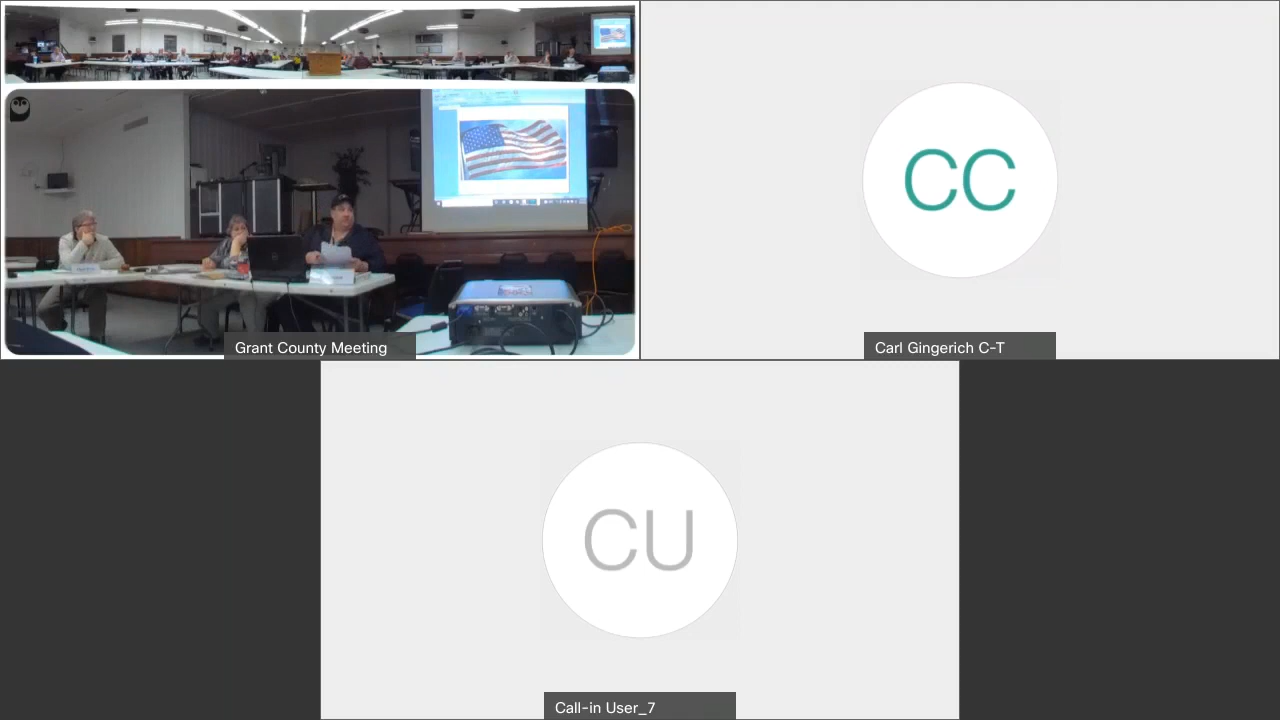 Grant County Meeting
CC
Carl Gingerich C-T
CU
Call-in User_7